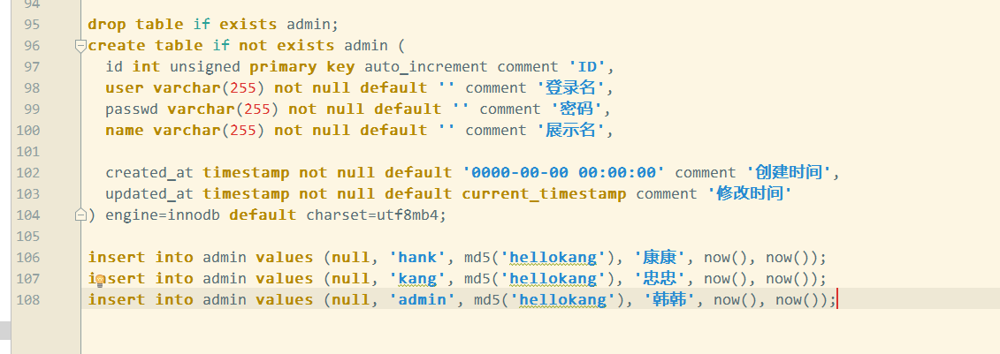 94
95 drop table if exists admin;
96 create table if not exists admin (
97 id int unsigned primary key auto_increment comment 'ID',
98 user varchar(255) not null default '' comment '登录名',
99 passwd varchar(255) not null default '' comment '密码',
100 name varchar(255) not null default '' comment '展示名',
101
102 created_at timestamp not null default '0000-00-00 00:00:00' comment '创建时间',
103 updated_at timestamp not null default current_timestamp comment '修改时间'
104 ) engine=innodb default charset=utf8mb4;
105
106 insert into admin values (null, 'hank', md5('hellokang'), '康康', now(), now());
107 insert into admin values (null, 'kang', md5('hellokang'), '忠忠', now(), now());
108 insert into admin values (null, 'admin', md5('hellokang'), '韩韩', now(), now());